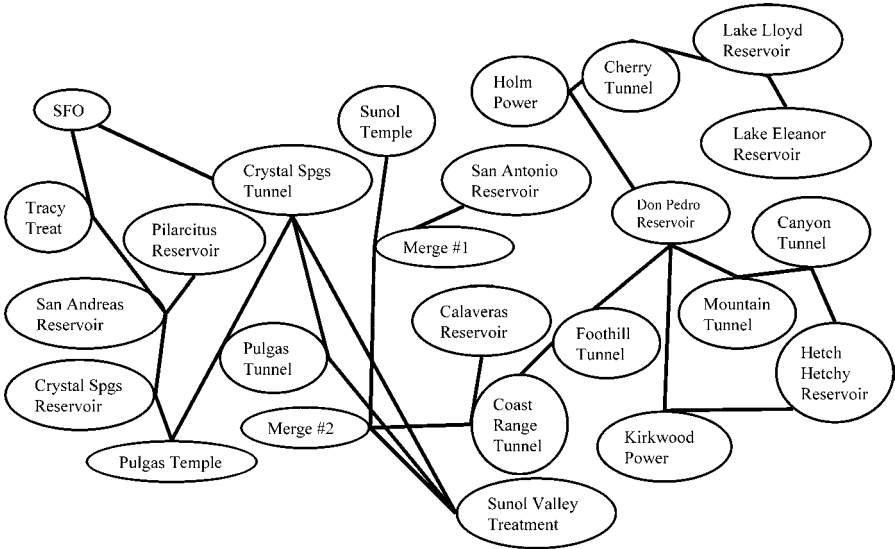 Lake Lloyd
Reservoir
Cherry
Tunnel
Holm
Power
SFO
Sunol
Temple
Lake Eleanor
Reservoir
Crystal Spgs
Tunnel
San Antonio
Reservoir
Tracy
Treat
Don Pedro
Reservoir
Canyon
Tunnel
Pilarcitus
Reservoir
Merge #1
San Andreas
Reservoir
Calaveras
Reservoir
Mountain
Tunnel
Foothill
Tunnel
Pulgas
Tunnel
Hetch
Hetchy
Reservoir
Crystal Spgs
Reservoir
Coast
Range
Tunnel
Merge #2
Kirkwood
Power
Pulgas Temple
Sunol Valley
Treatment